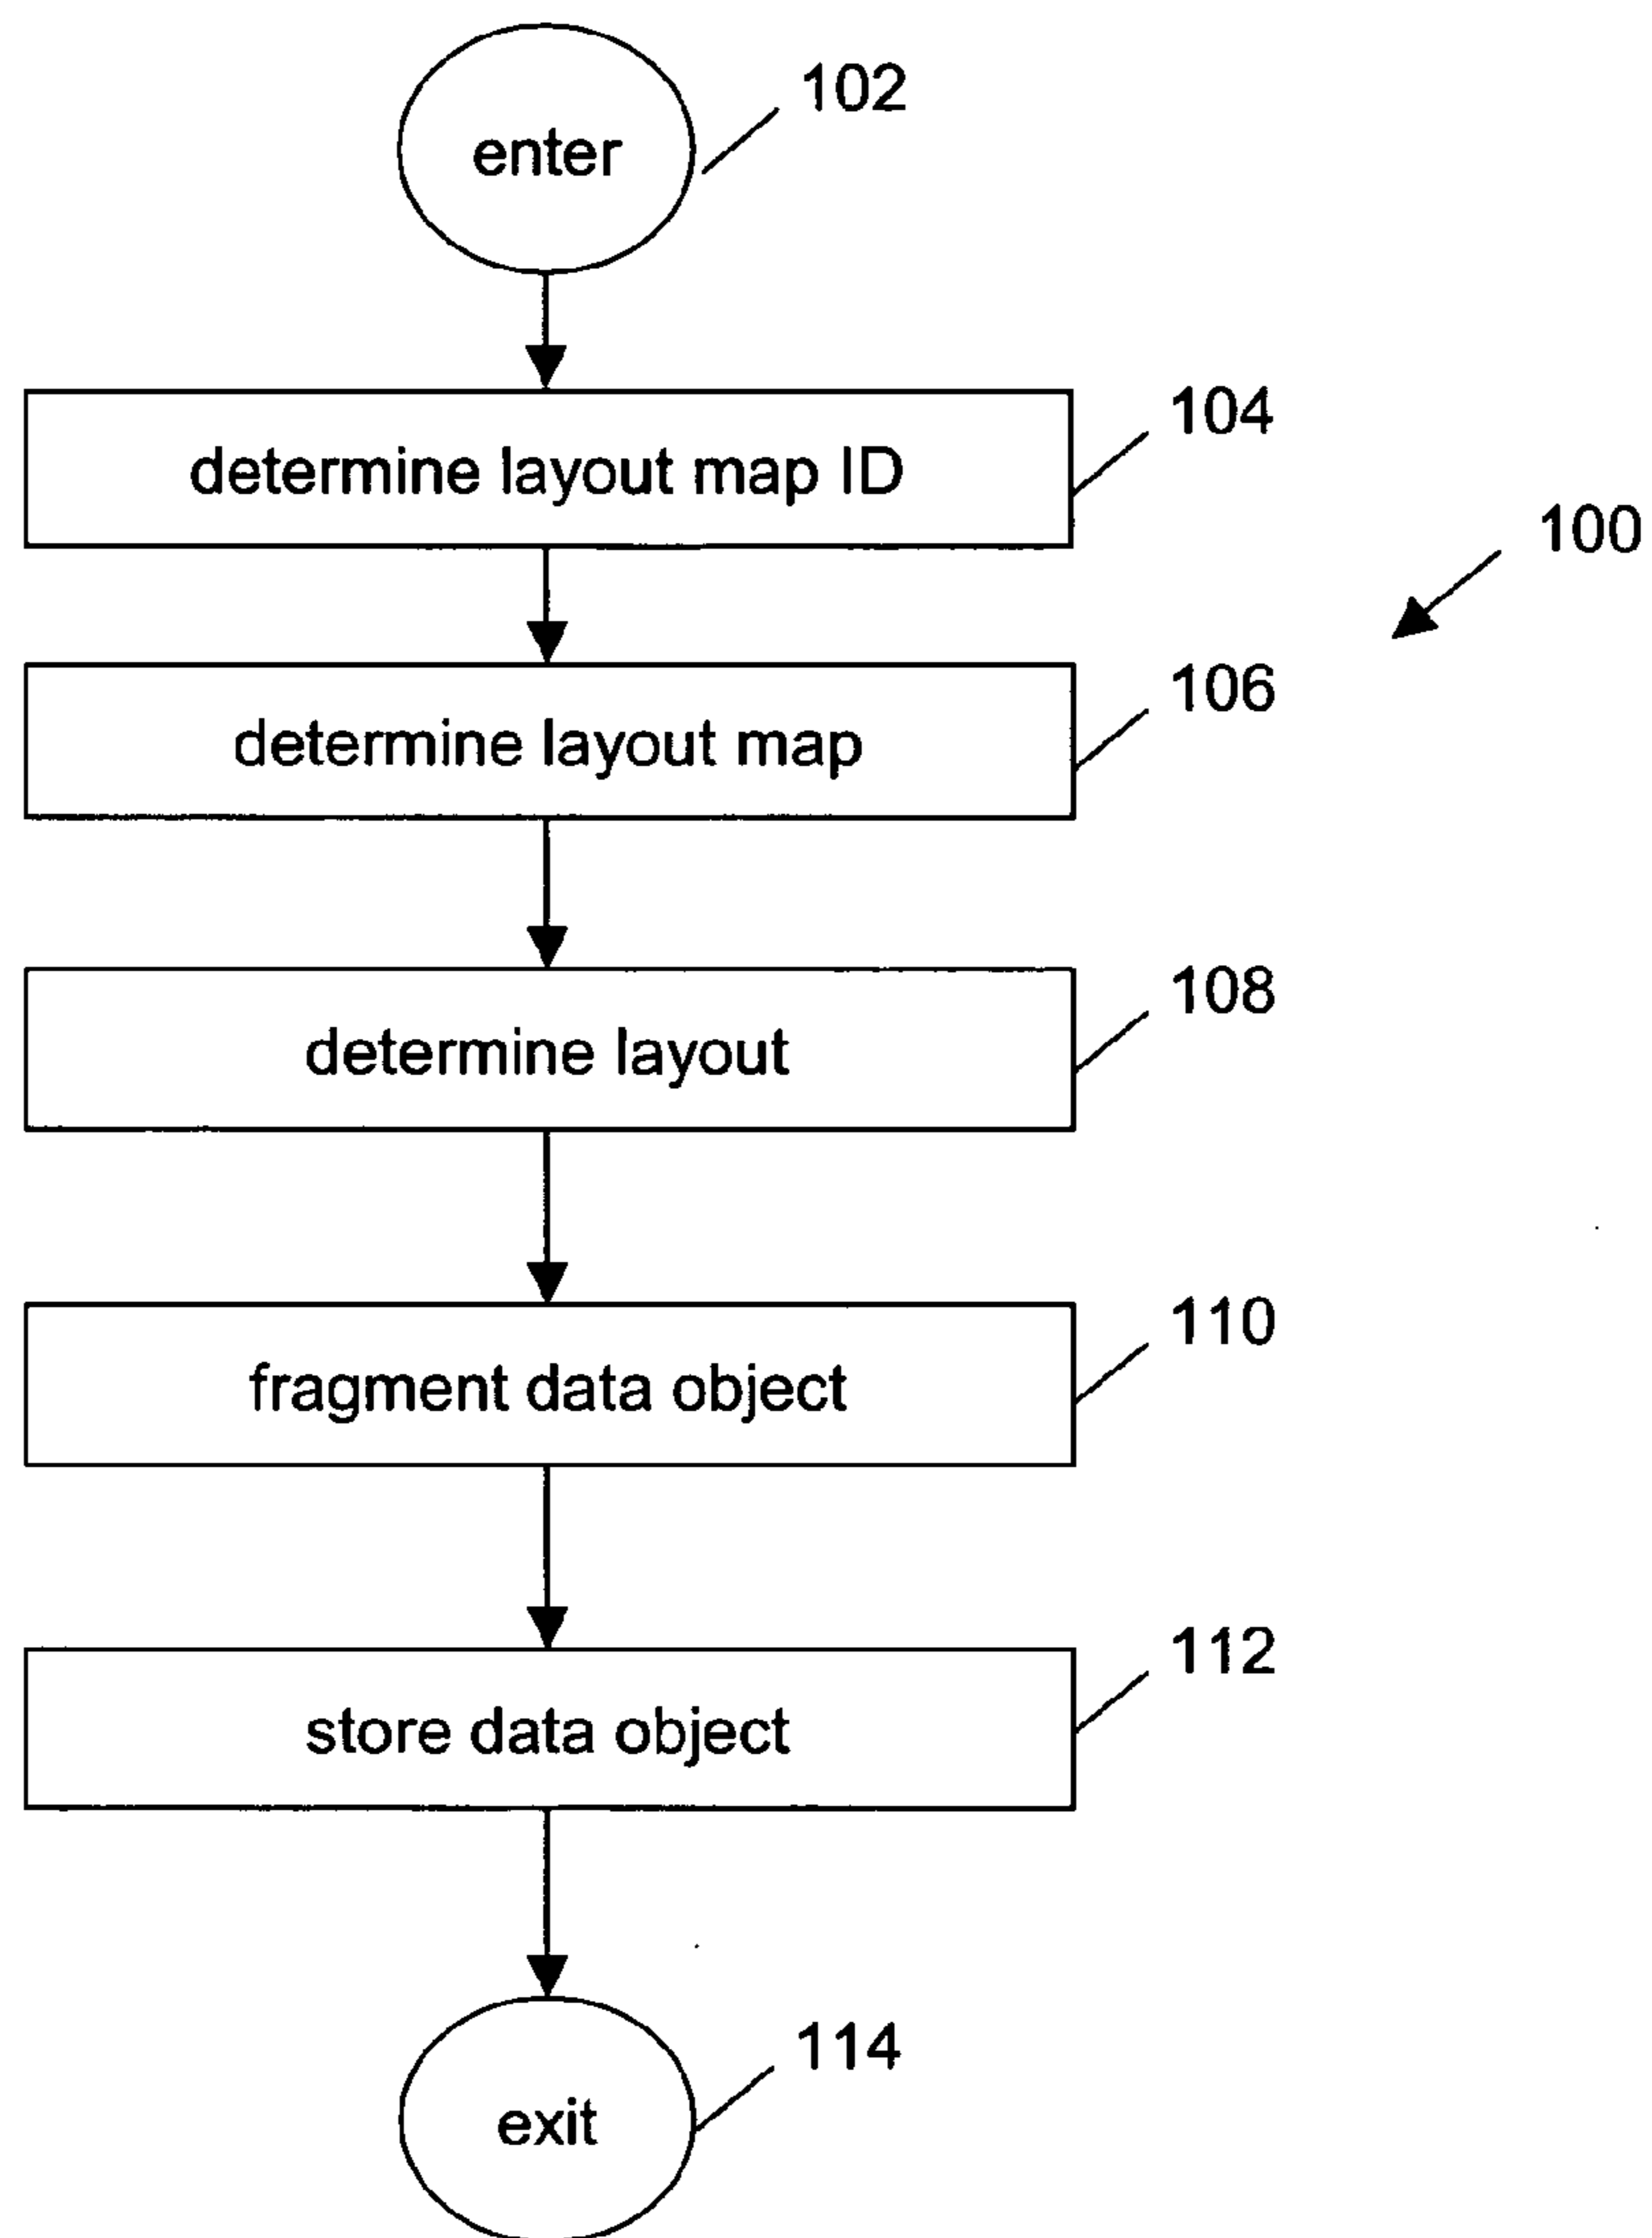 enter
102
determine layout map ID
104
100
determine layout map
106
determine layout
108
fragment data object
110
store data object
112
exit
114